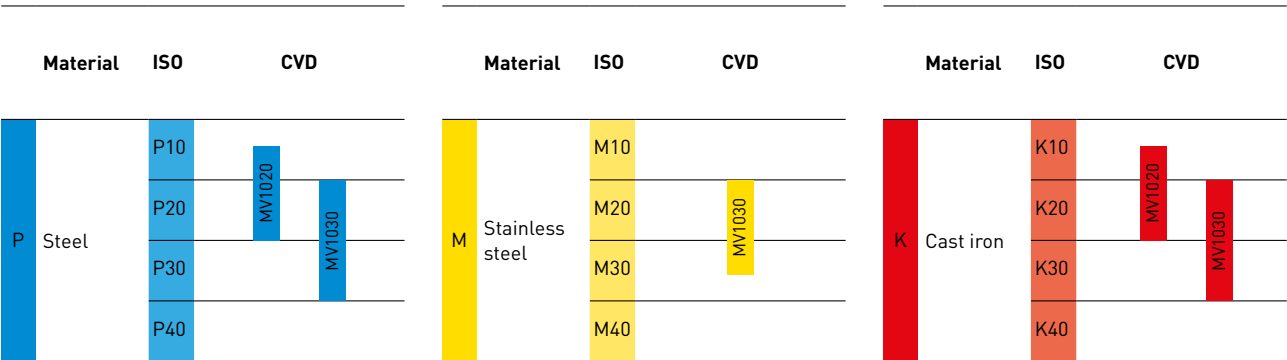 Material ISO CVD
P Steel
P10
P20
P30
P40
MV1020
MV1030
Material ISO CVD
M Stainless
steel
M10
M20
M30
M40
MV1030
Material ISO CVD
K Cast iron
K10
K20
K30
K40
MV1020
MV1030